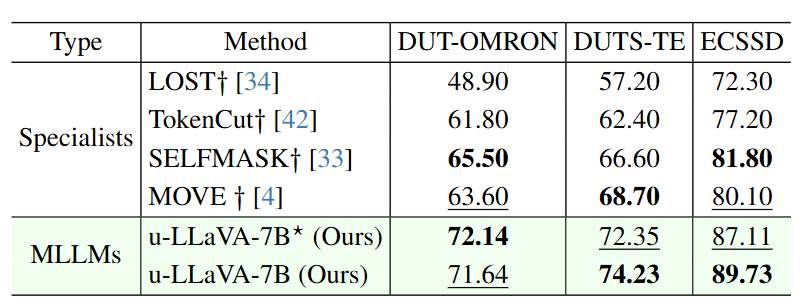 Type Method DUT-OMRON DUTS-TE ECSSD
Specialists
LOST† [34] 48.90 57.20 72.30
TokenCut† [42] 61.80 62.40 77.20
SELFMASK† [33] 65.50 66.60 81.80
MOVE † [4] 63.60 68.70 80.10
MLLMs
u-LLaVA-7B* (Ours) 72.14 72.35 87.11
u-LLaVA-7B (Ours) 71.64 74.23 89.73